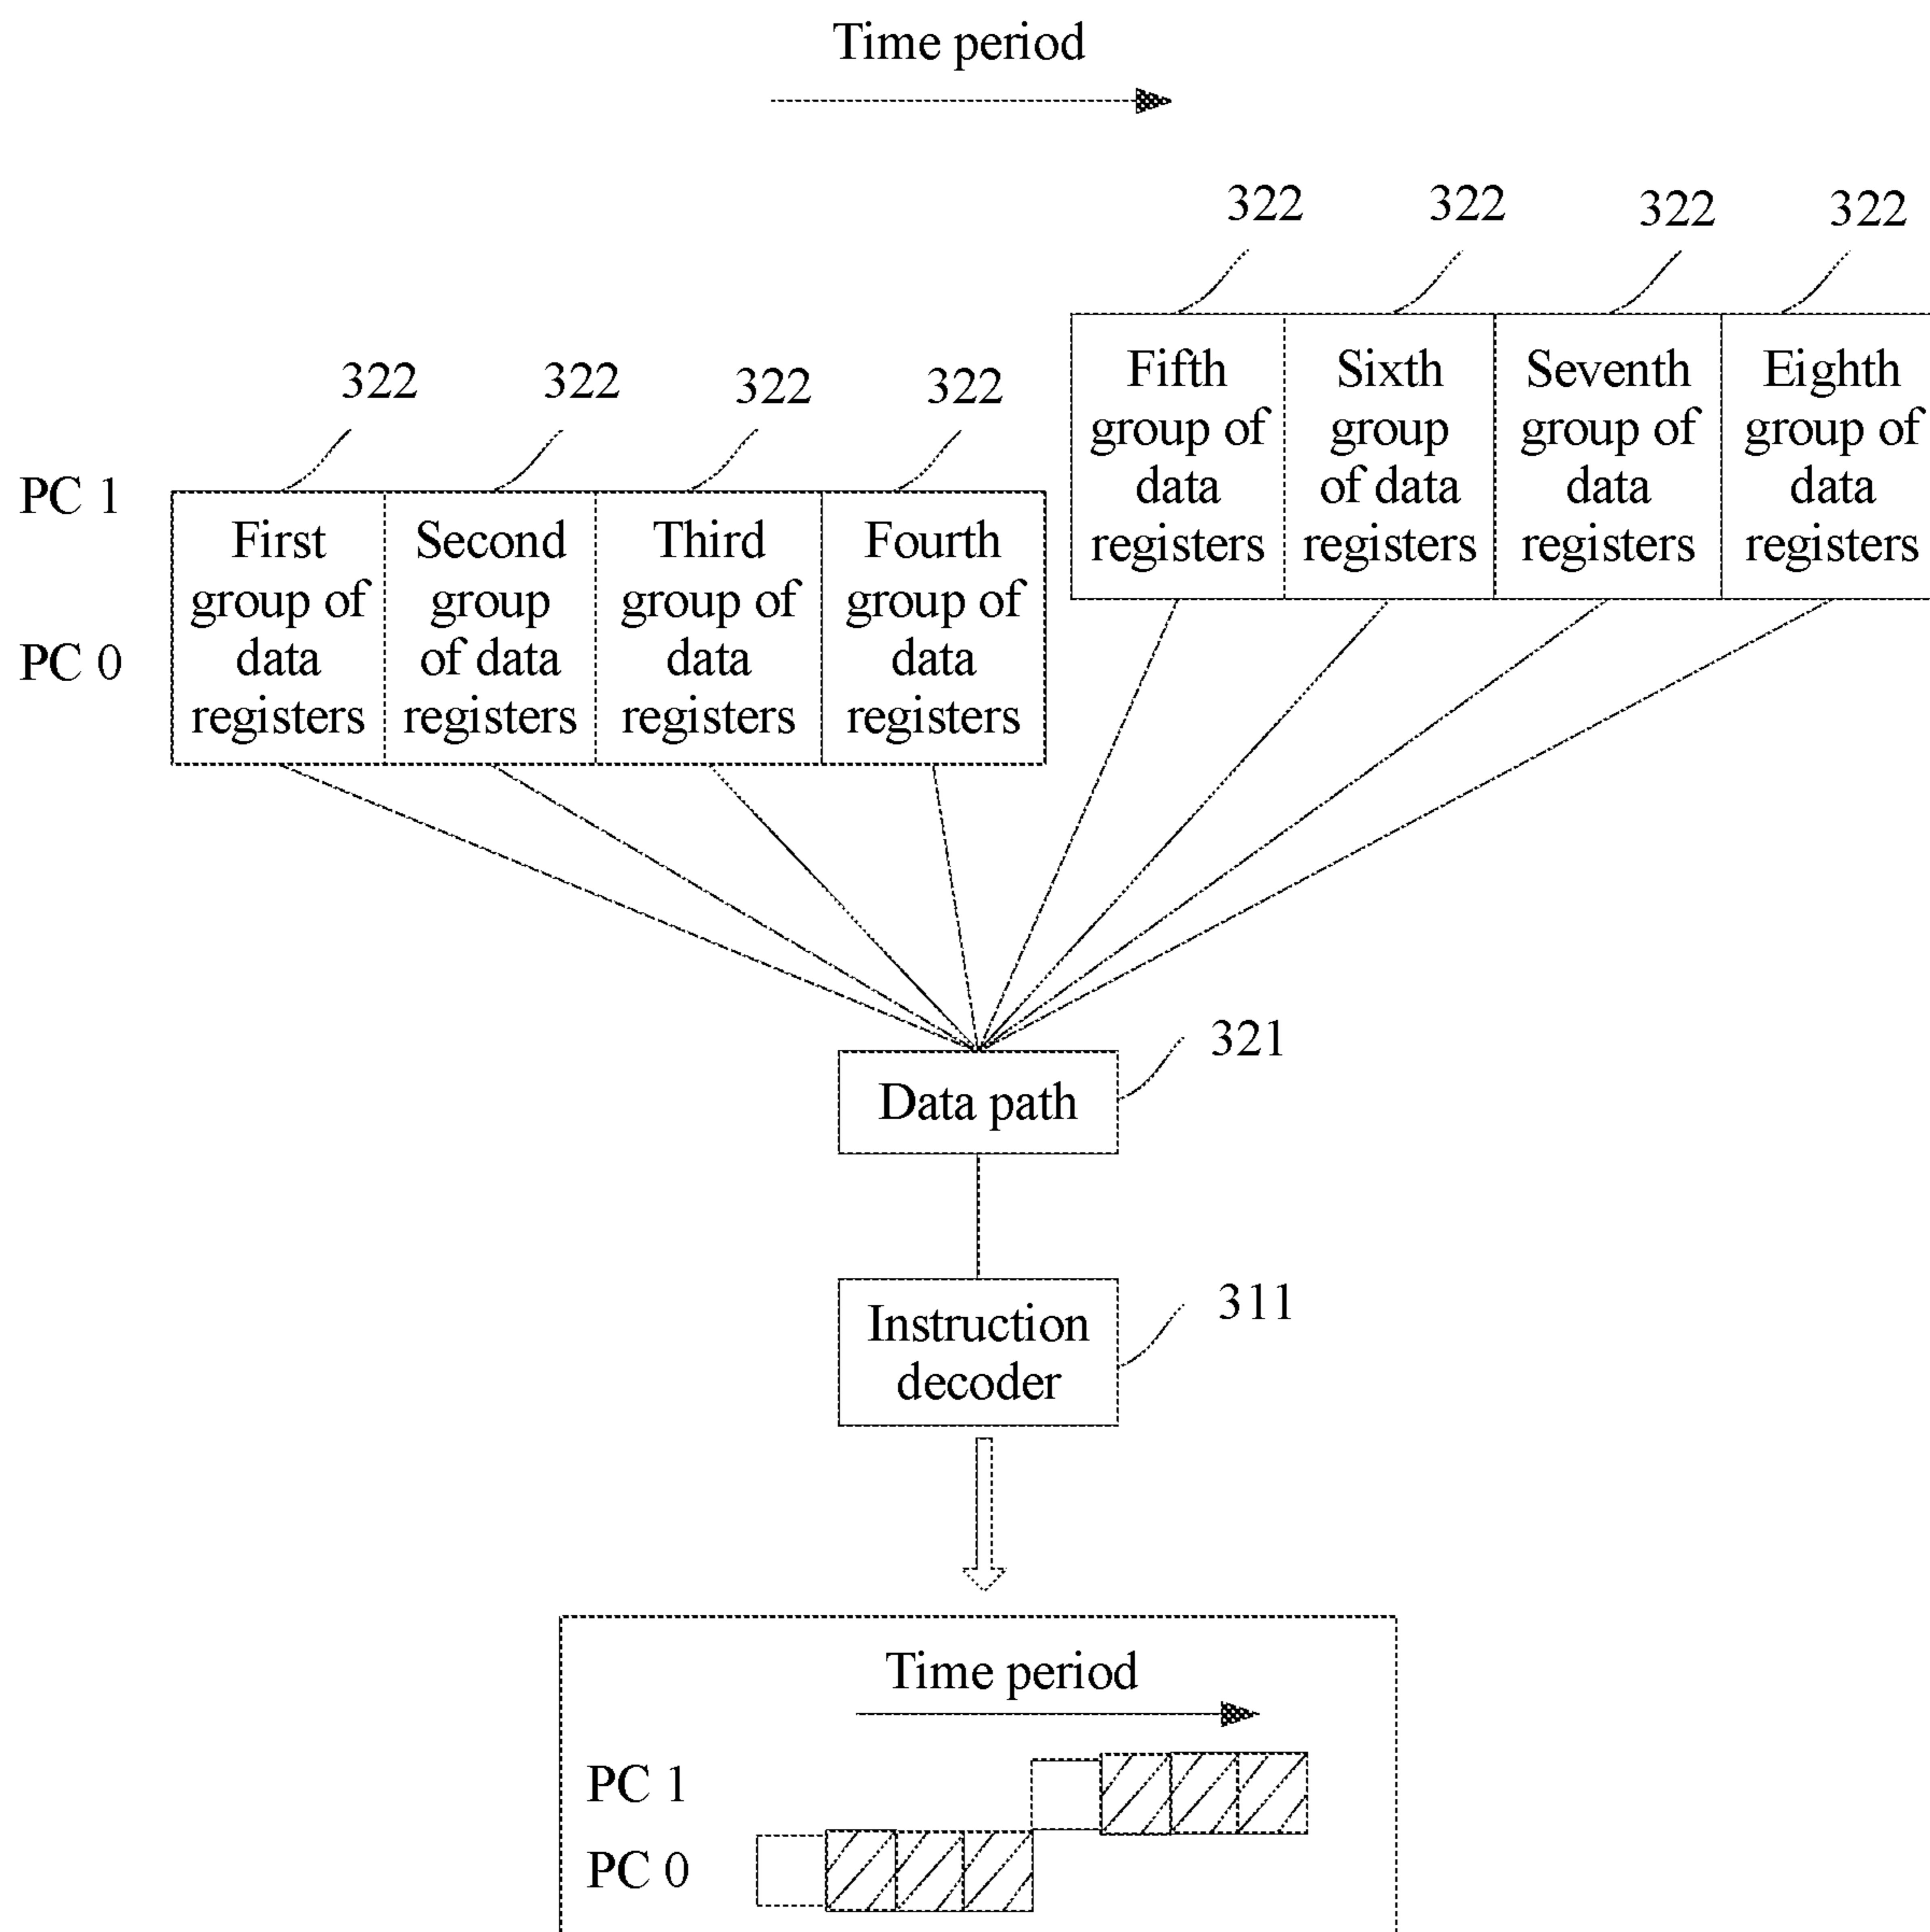 Time period
322 322 322 322
Fifth group of data registers
Sixth group of data registers
Seventh group of data registers
Eighth group of data registers
322 322 322 322
PC 1
PC 0
First group of data registers
Second group of data registers
Third group of data registers
Fourth group of data registers
321
Data path
311
Instruction
decoder
Time period
PC 1
PC 0